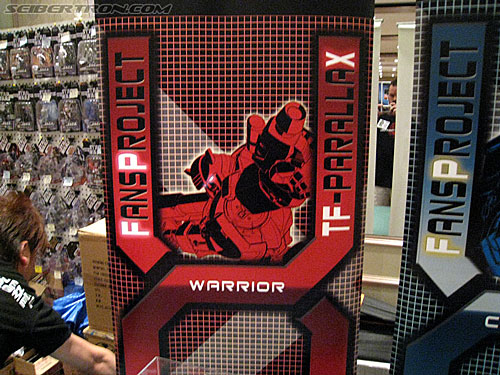 SEIBERTRON.COM
FANSPROJECT
TF-PARALLAX
WARRIOR
FANSPROJECT